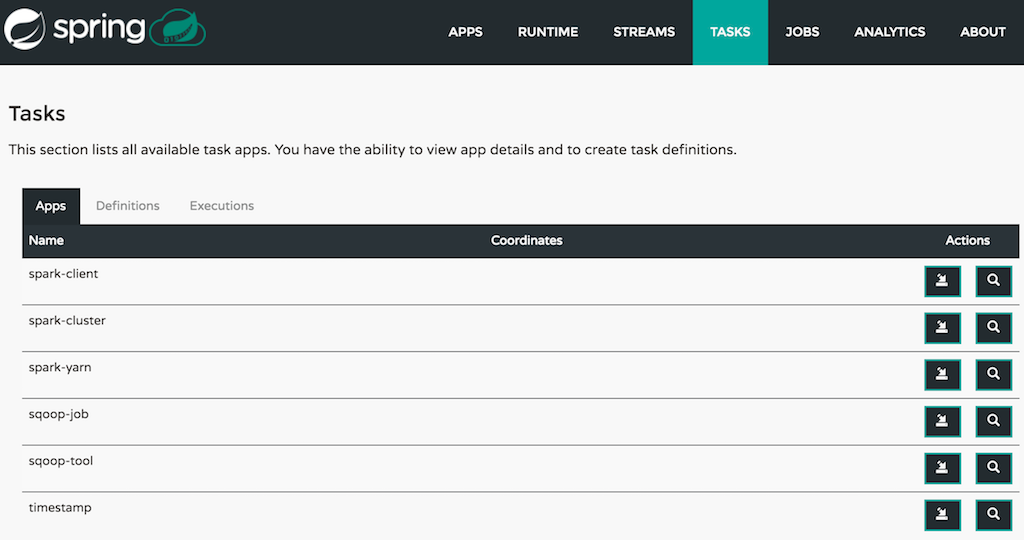 spring
APPS RUNTIME STREAMS TASKS JOBS ANALYTICS ABOUT
Tasks
This section lists all available task apps. You have the ability to view app details and to create task definitions.
Apps Definitions Executions
Name Coordinates Actions
spark-client
spark-cluster
spark-yarn
sqoop-job
sqoop-tool
timestamp